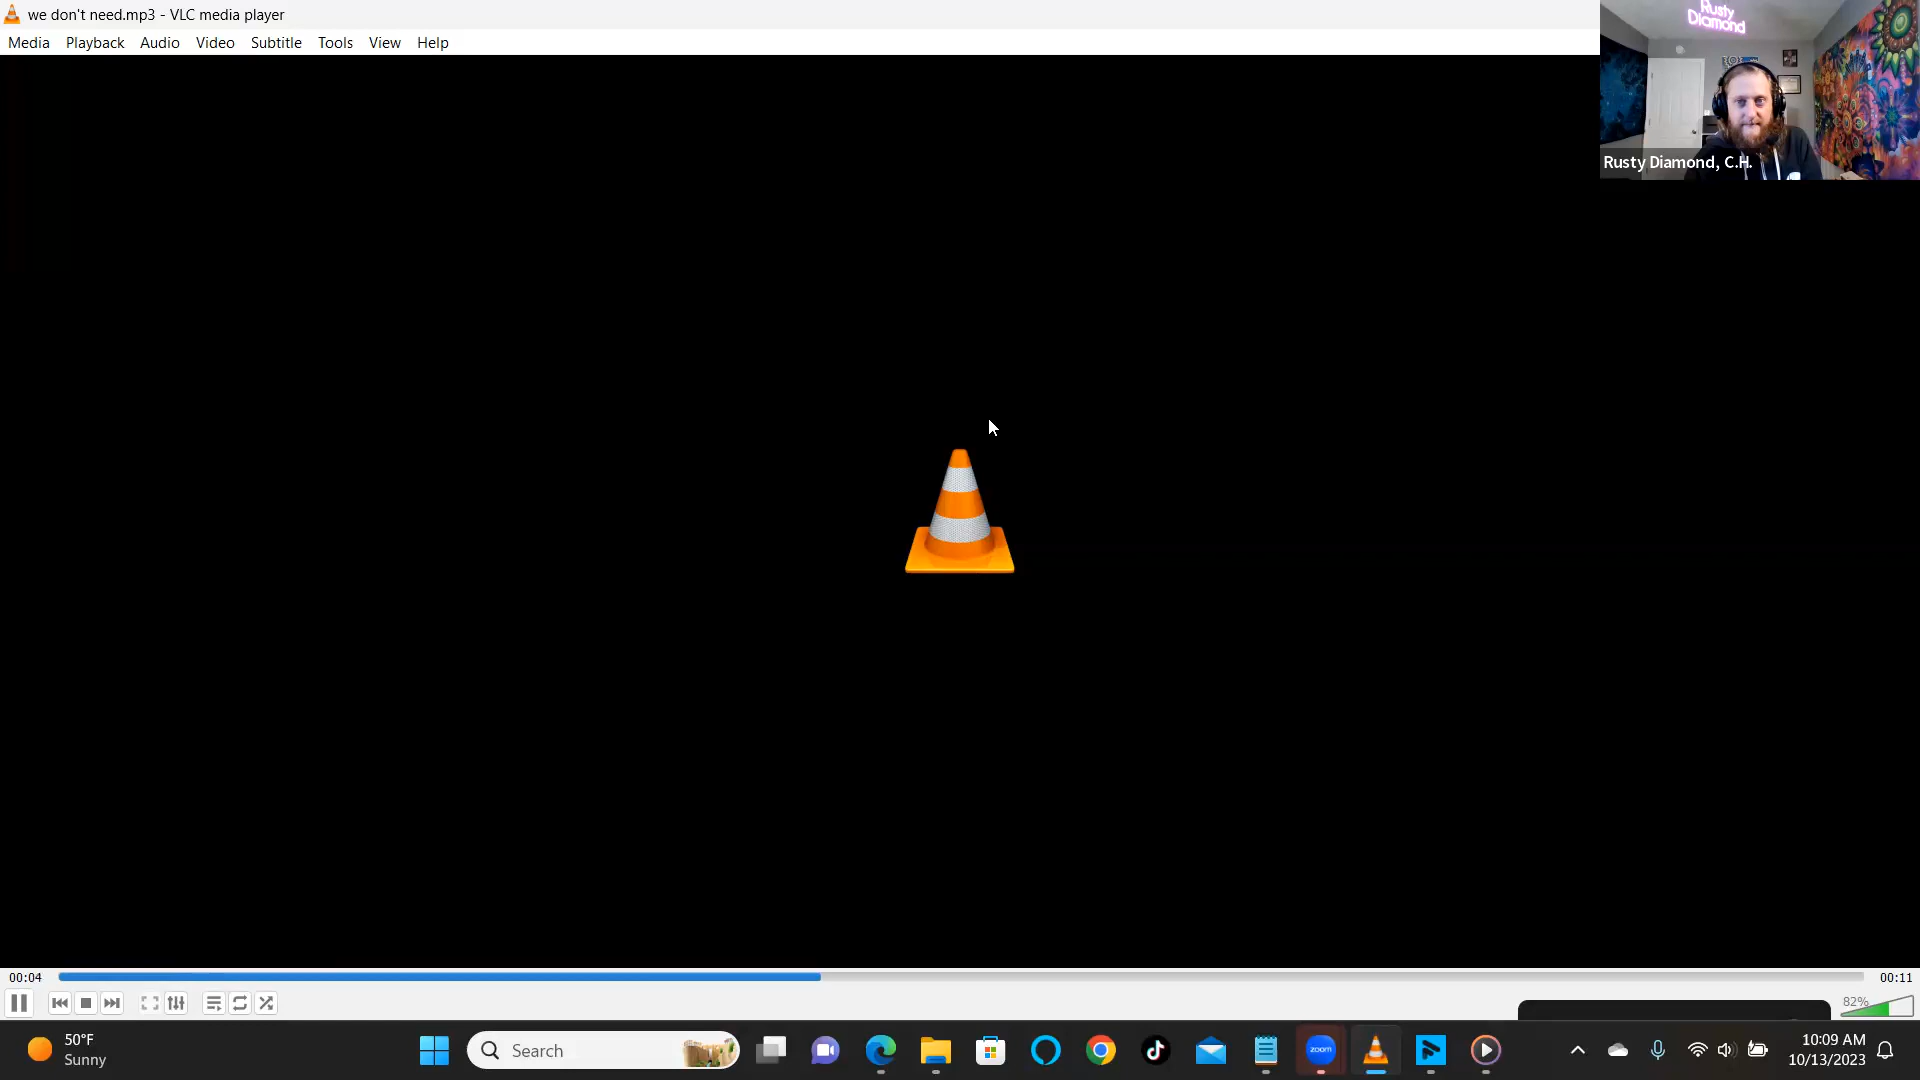 we don't need.mp3 - VLC media player
Media Playback Audio Video Subtitle Tools View Help
Rusty
Diamond
Rusty Diamond, C.H.
00:04
00:11
82%
50°F
Sunny
Search
zoom
10:09 AM
10/13/2023